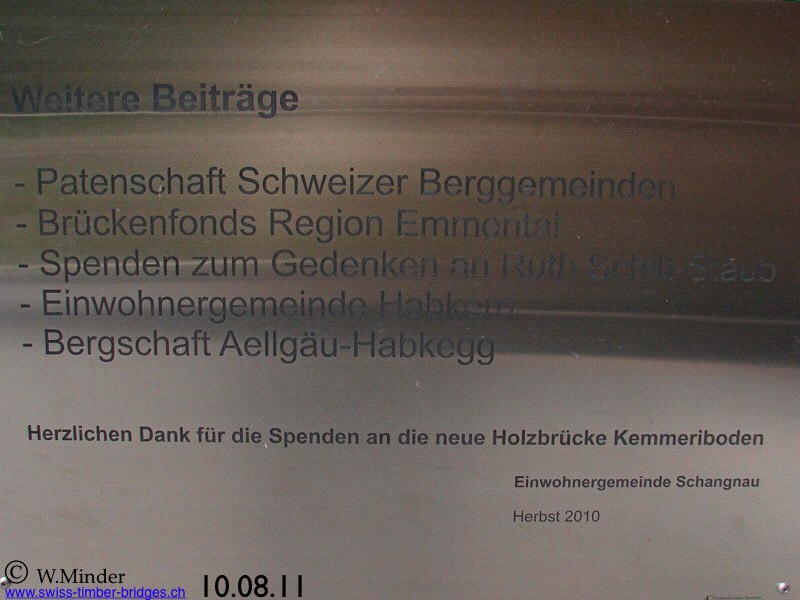 Weitere Beiträge
- Patenschaft Schweizer Berggemeinden
- Brückenfonds Region Emmental
- Spenden zum Gedenken an Ruth Schilt-Staub
- Einwohnergemeinde Habkern
- Bergschaft Aellgäu-Habkegg
Herzlichen Dank für die Spenden an die neue Holzbrücke Kemmeriboden
Einwohnergemeinde Schangnau
Herbst 2010
© W.Minder
www.swiss-timber-bridges.ch 10.08.11